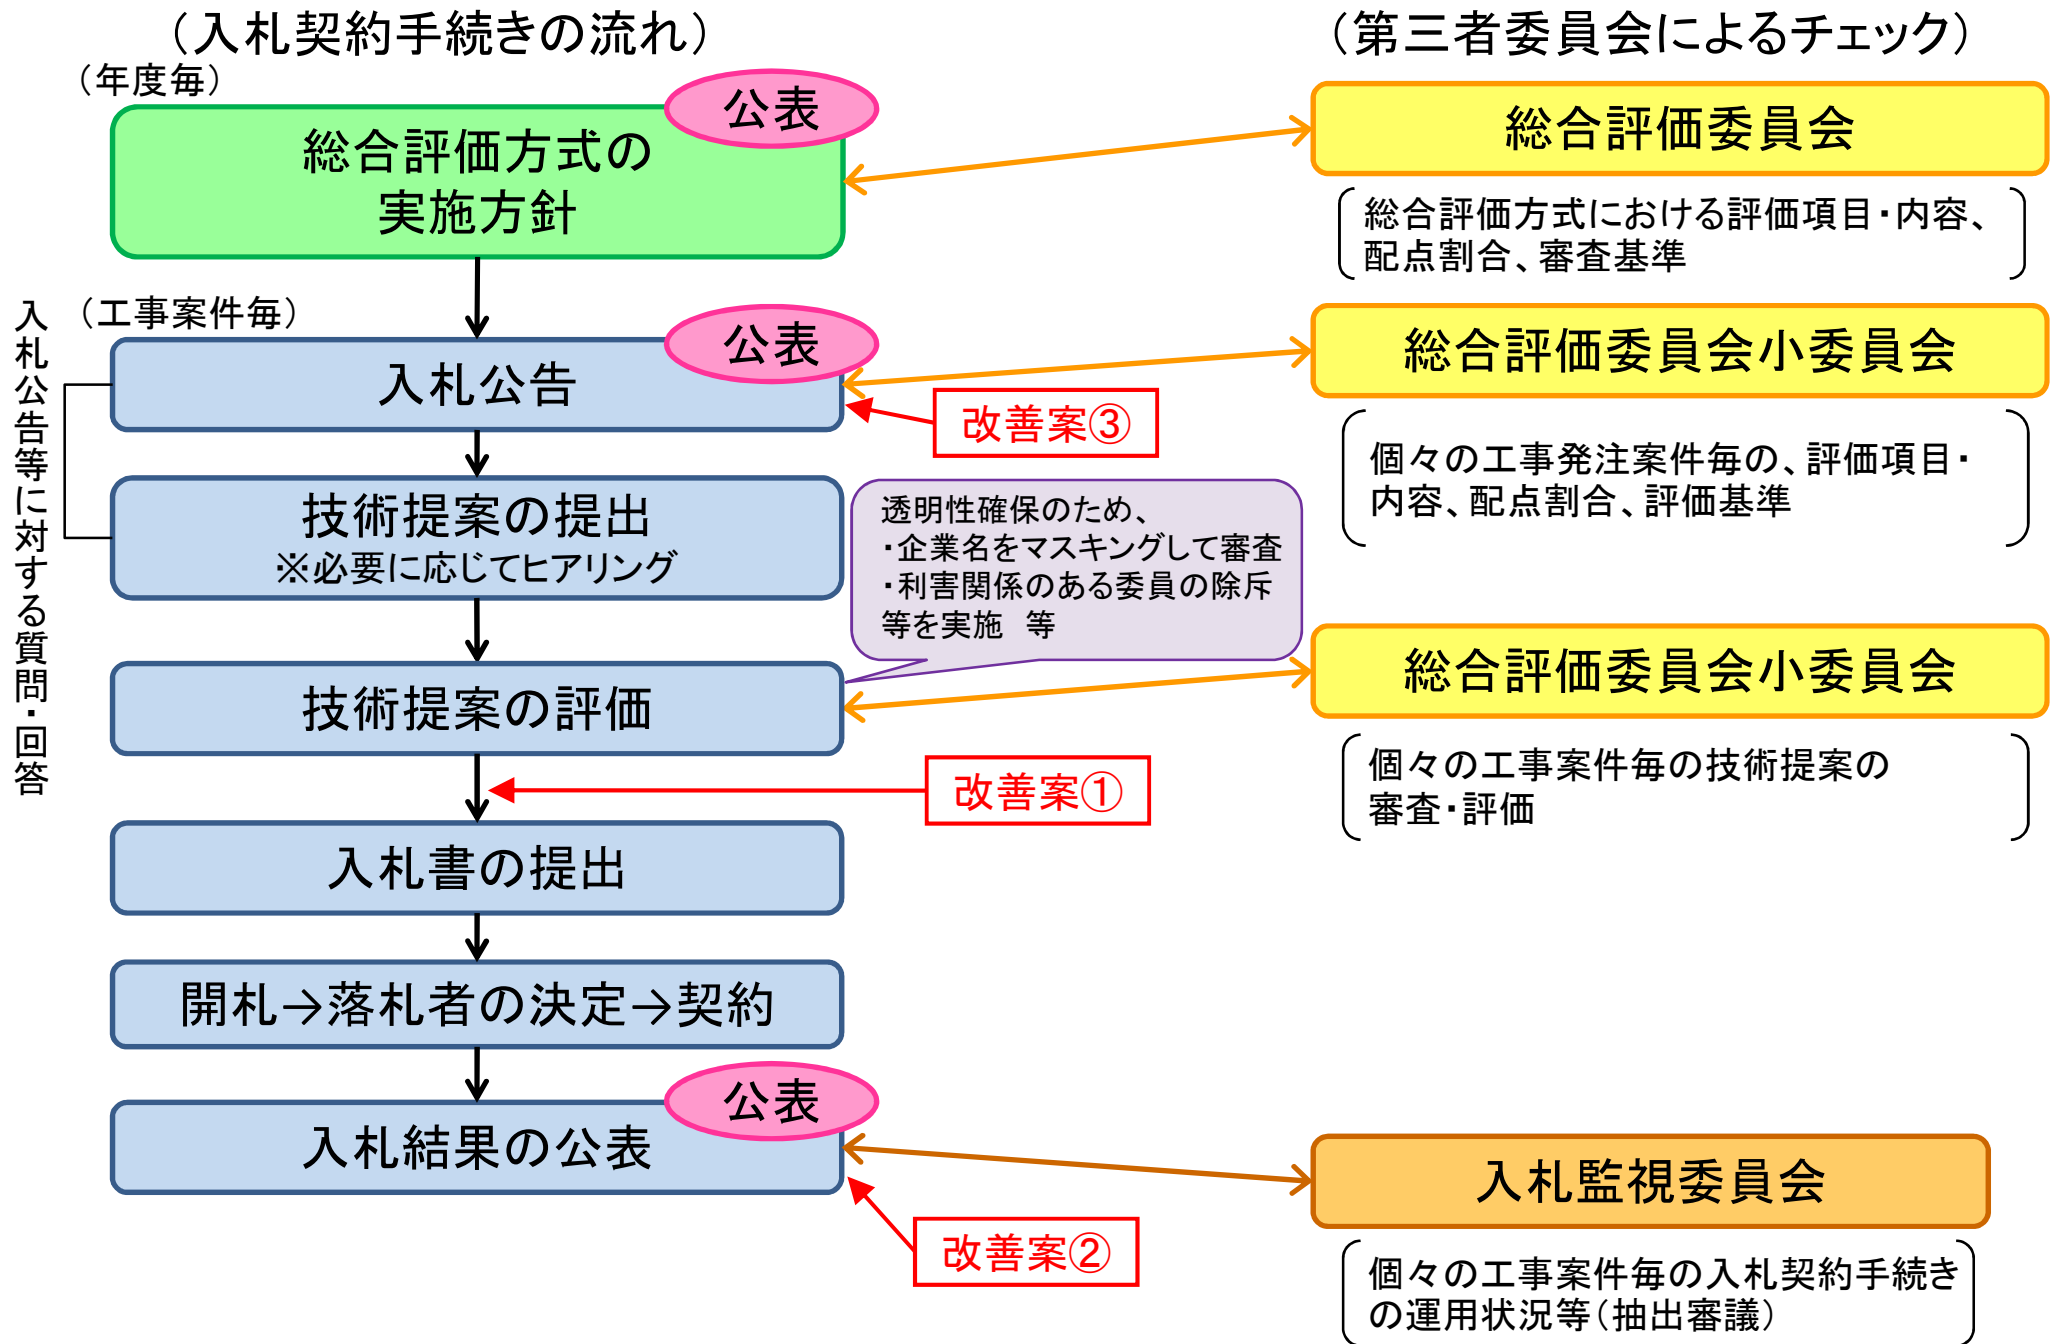 （入札契約手続きの流れ）
（第三者委員会によるチェック）
（年度毎）
公表
総合評価方式の
実施方針
総合評価委員会
総合評価方式における評価項目・内容、
配点割合、審査基準
（工事案件毎）
公表
入札公告
総合評価委員会小委員会
改善案③
個々の工事発注案件毎の、評価項目・
内容、配点割合、評価基準
入札公告等に対する質問・回答
技術提案の提出
※必要に応じてヒアリング
透明性確保のため、
・企業名をマスキングして審査
・利害関係のある委員の除斥
等を実施　等
技術提案の評価
総合評価委員会小委員会
個々の工事案件毎の技術提案の
審査・評価
改善案①
入札書の提出
開札→落札者の決定→契約
公表
入札結果の公表
入札監視委員会
改善案②
個々の工事案件毎の入札契約手続き
の運用状況等（抽出審議）